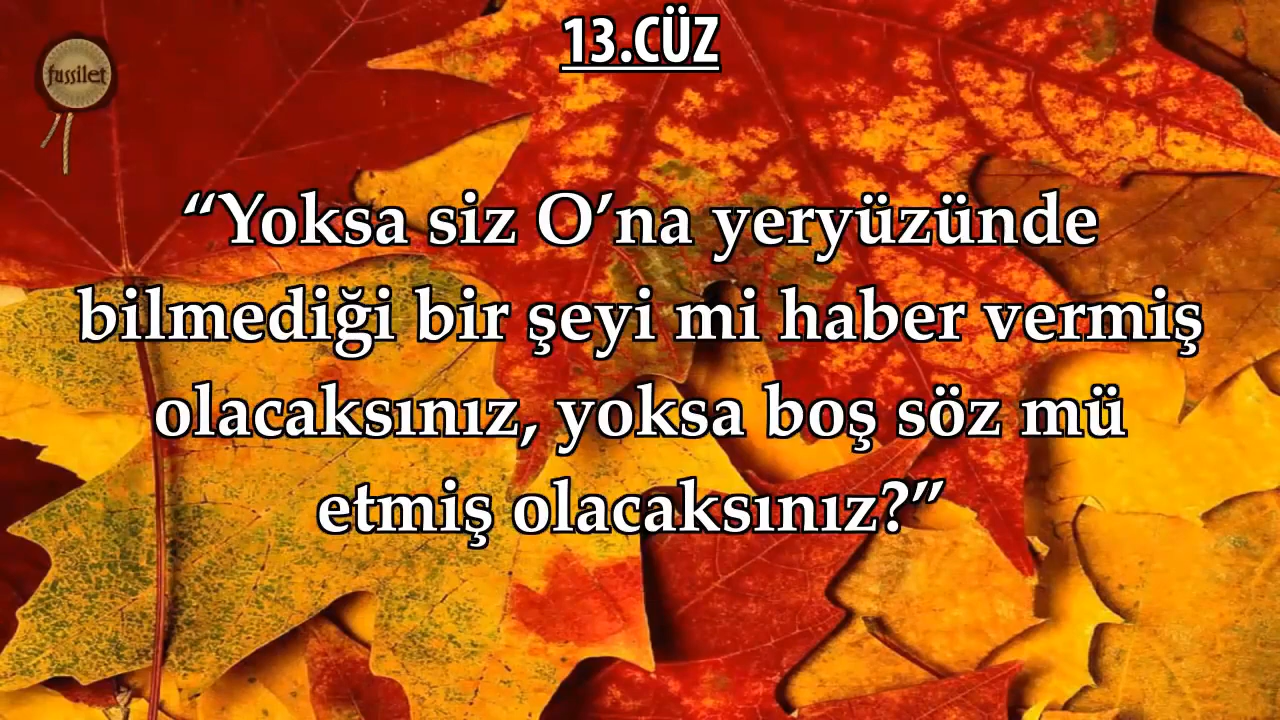 13.CÜZ
fussilet
“Yoksa siz O’na yeryüzünde
bilmediği bir şeyi mi haber vermiş
olacaksınız, yoksa boş söz mü
etmiş olacaksınız?”